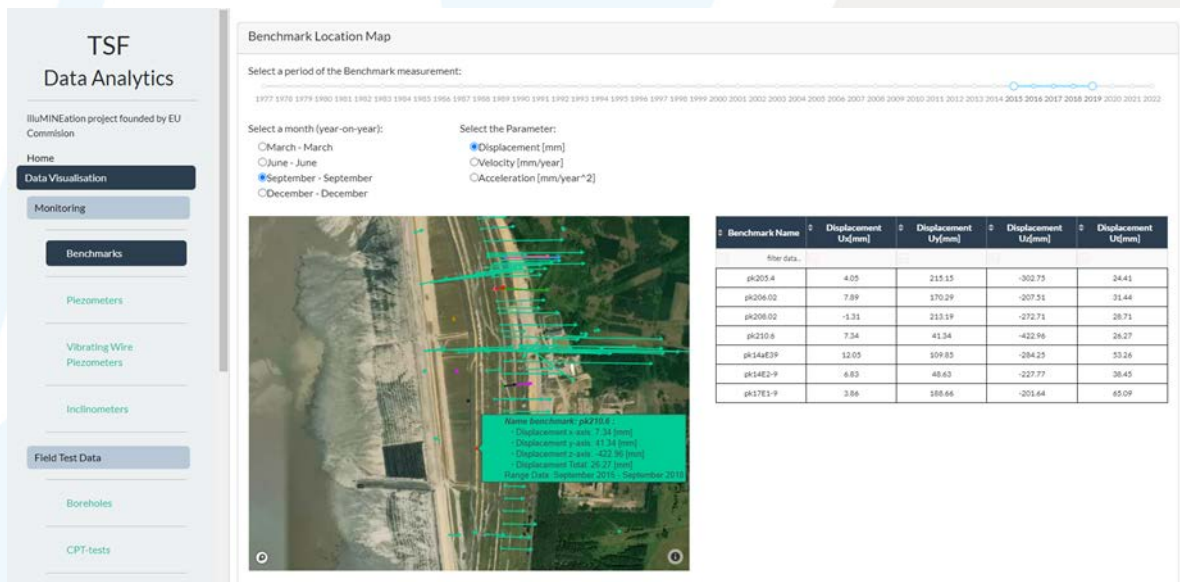 TSF
Data Analytics
IlluMINEation project founded by EU
Commision
Home
Data Visualisation
Monitoring
Benchmarks
Piezometers
Vibrating Wire
Piezometers
Inclinometers
Field Test Data
Boreholes
CPT-tests
Benchmark Location Map
Select a period of the Benchmark measurement:
1977 1978 1979 1980 1981 1982 1983 1984 1985 1986 1987 1988 1989 1990 1991 1992 1993 1994 1995 1996 1997 1998 1999 2000 2001 2002 2003 2004 2005 2006 2007 2008 2009 2010 2011 2012 2013 2014 2015 2016 2017 2018 2019 2020 2021 2022
Select a month (year-on-year):
March - March
June - June
September - September
December - December
Select the Parameter:
Displacement [mm]
Velocity [mm/year]
Acceleration [mm/year^2]
Name benchmark: pk210.6 :
- Displacement x-axis: 7.34 [mm]
- Displacement y-axis: 41.34 [mm]
- Displacement z-axis: -422.96 [mm]
- Displacement Total: 26.27 [mm]
Range Data: September 2015 - September 2019
Benchmark Name Displacement Ux[mm] Displacement Uy[mm] Displacement Uz[mm] Displacement Ut[mm]
filter data...
pk205.4 4.05 215.15 -302.75 24.41
pk206.02 7.89 170.29 -207.51 31.44
pk208.02 -1.31 213.19 -272.71 28.71
pk210.6 7.34 41.34 -422.96 26.27
pk14aE39 12.05 109.85 -284.25 53.26
pk14E2-9 6.83 48.63 -227.77 38.45
pk17E1-9 3.86 188.66 -201.64 65.09